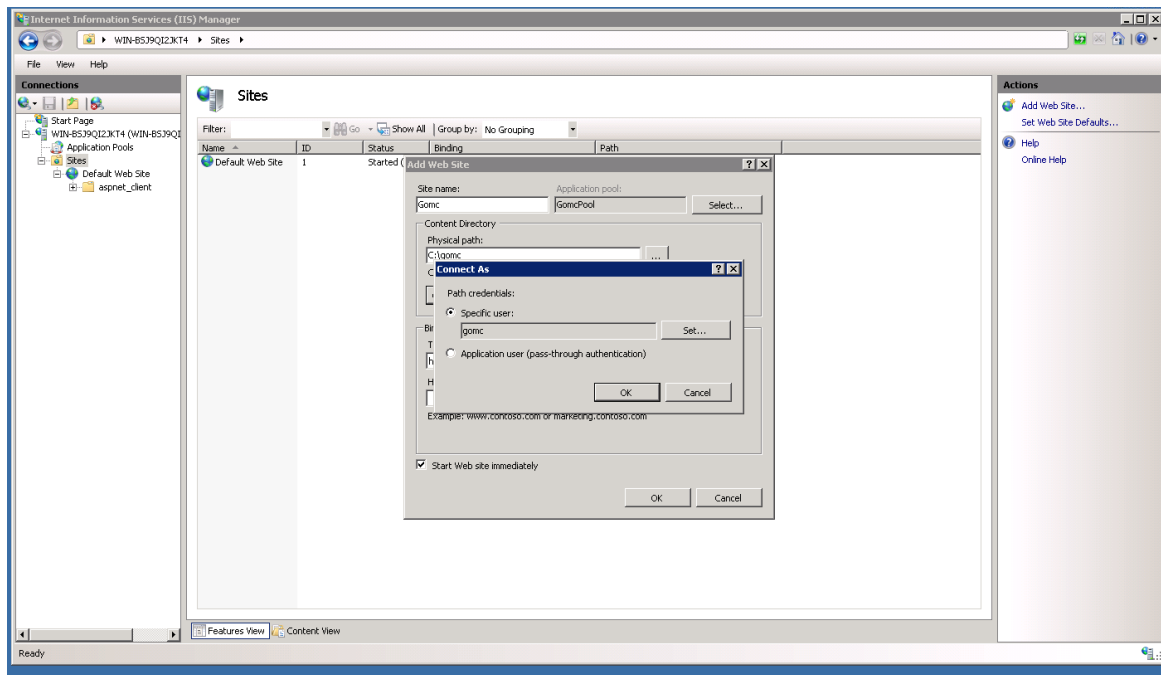 Internet Information Services (IIS) Manager
WIN-BSJ9QI2JKT4 Sites
File View Help
Connections
Start Page
WIN-BSJ9QI2JKT4 (WIN-BSJ9QI
Application Pools
Sites
Default Web Site
aspnet_client
Sites
Filter: Go Show All Group by: No Grouping
Name ID Status Binding Path
Default Web Site 1 Started (
Add Web Site
Site name: Application pool:
Gomc GomcPool Select...
Content Directory
Physical path:
C:\gomc ...
Connect As
Path credentials:
Specific user:
gomc Set...
Application user (pass-through authentication)
OK Cancel
Example: www.contoso.com or marketing.contoso.com
Start Web site immediately
OK Cancel
Features View Content View
Actions
Add Web Site...
Set Web Site Defaults...
Help
Online Help
Ready